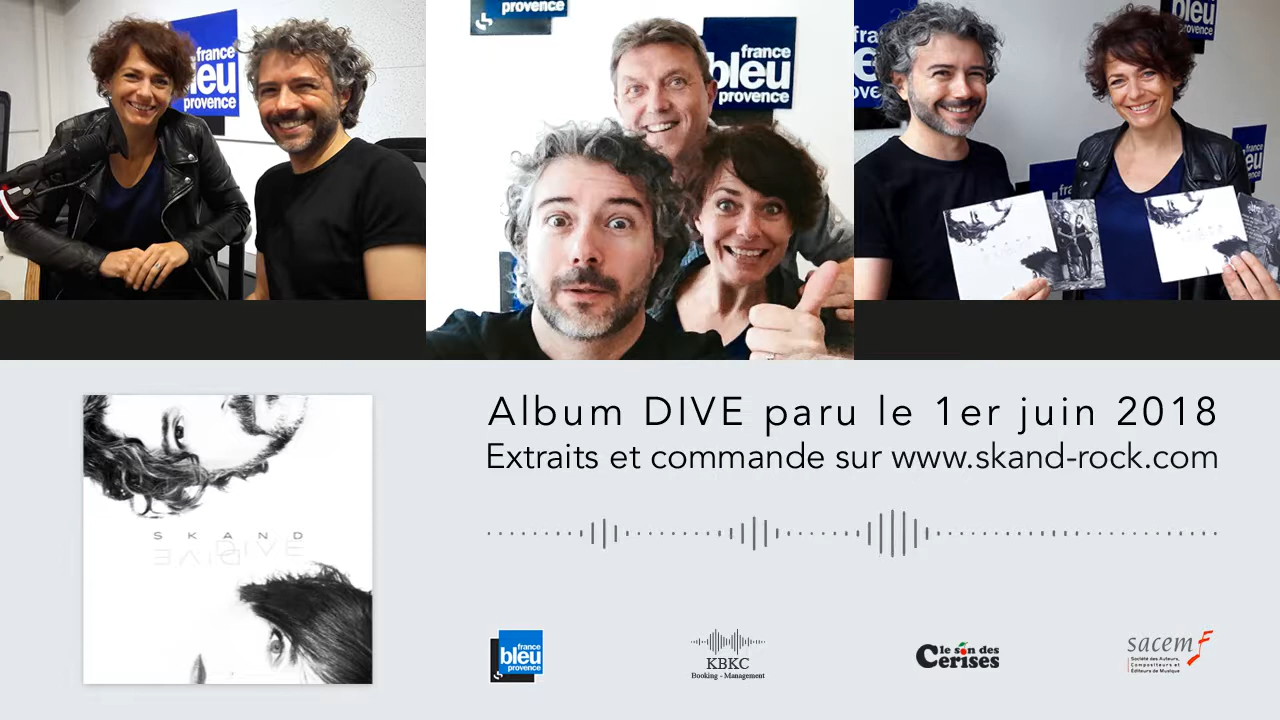 france
bleu
provence
provence
france
bleu
provence
bleu
provence
Album DIVE paru le 1er juin 2018
Extraits et commande sur www.skand-rock.com
SKAND
DIVE
france
bleu
provence
KBKC
Booking - Management
le son des
Cerises
sacem
Société des Auteurs,
Compositeurs et
Éditeurs de Musique